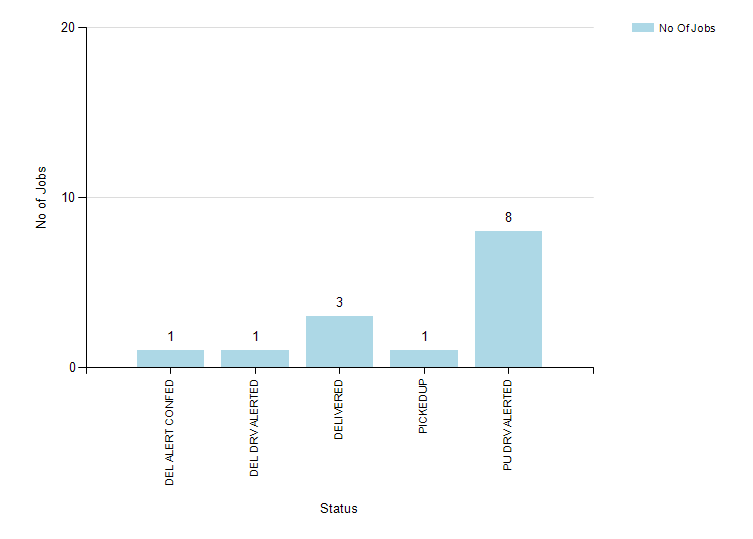 20
No Of Jobs
No of Jobs
10
8
3
1
1
1
0
DEL ALERT CONFED
DEL DRV ALERTED
DELIVERED
PICKEDUP
PU DRV ALERTED
Status